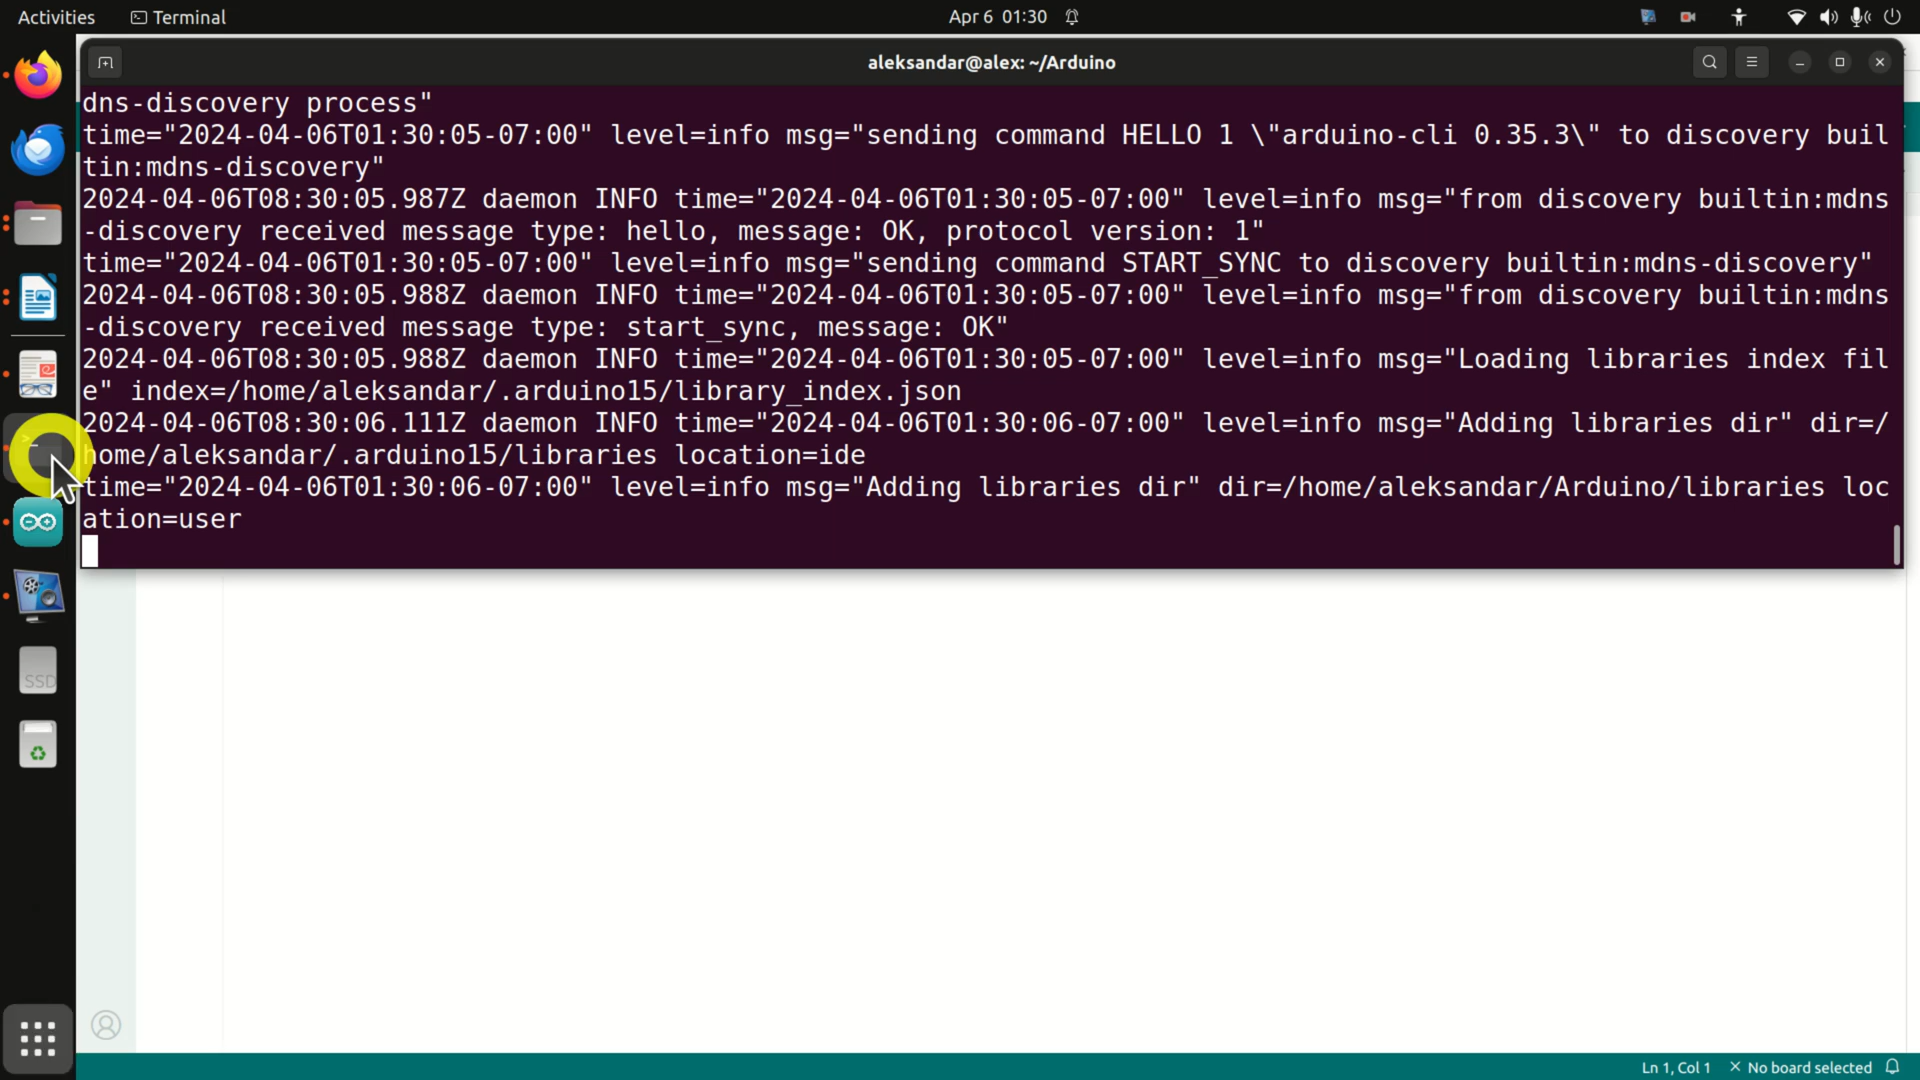 Activities
Terminal
Apr 6 01:30
aleksandar@alex: ~/Arduino
dns-discovery process"
time="2024-04-06T01:30:05-07:00" level=info msg="sending command HELLO 1 \"arduino-cli 0.35.3\" to discovery buil
tin:mdns-discovery"
2024-04-06T08:30:05.987Z daemon INFO time="2024-04-06T01:30:05-07:00" level=info msg="from discovery builtin:mdns
-discovery received message type: hello, message: OK, protocol version: 1"
time="2024-04-06T01:30:05-07:00" level=info msg="sending command START_SYNC to discovery builtin:mdns-discovery"
2024-04-06T08:30:05.988Z daemon INFO time="2024-04-06T01:30:05-07:00" level=info msg="from discovery builtin:mdns
-discovery received message type: start_sync, message: OK"
2024-04-06T08:30:05.988Z daemon INFO time="2024-04-06T01:30:05-07:00" level=info msg="Loading libraries index fil
e" index=/home/aleksandar/.arduino15/library_index.json
2024-04-06T08:30:06.111Z daemon INFO time="2024-04-06T01:30:06-07:00" level=info msg="Adding libraries dir" dir=/
home/aleksandar/.arduino15/libraries location=ide
time="2024-04-06T01:30:06-07:00" level=info msg="Adding libraries dir" dir=/home/aleksandar/Arduino/libraries loc
ation=user
SSD
Ln 1, Col 1
No board selected